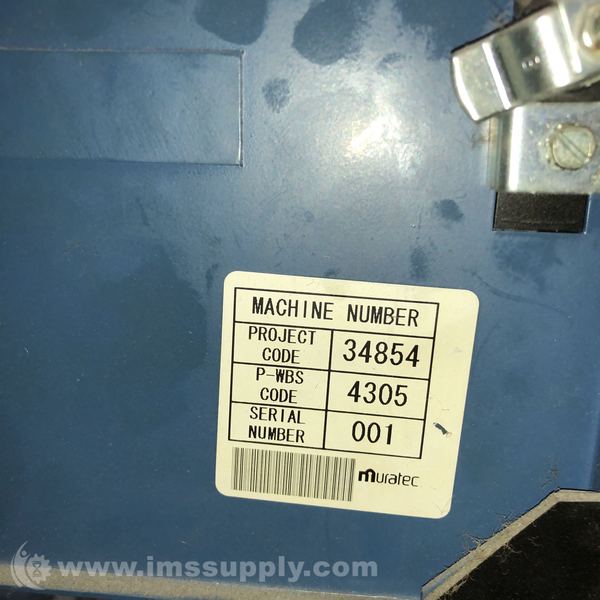 MACHINE NUMBER
PROJECT CODE 34854
P-WBS CODE 4305
SERIAL NUMBER 001
muratec
www.imssupply.com